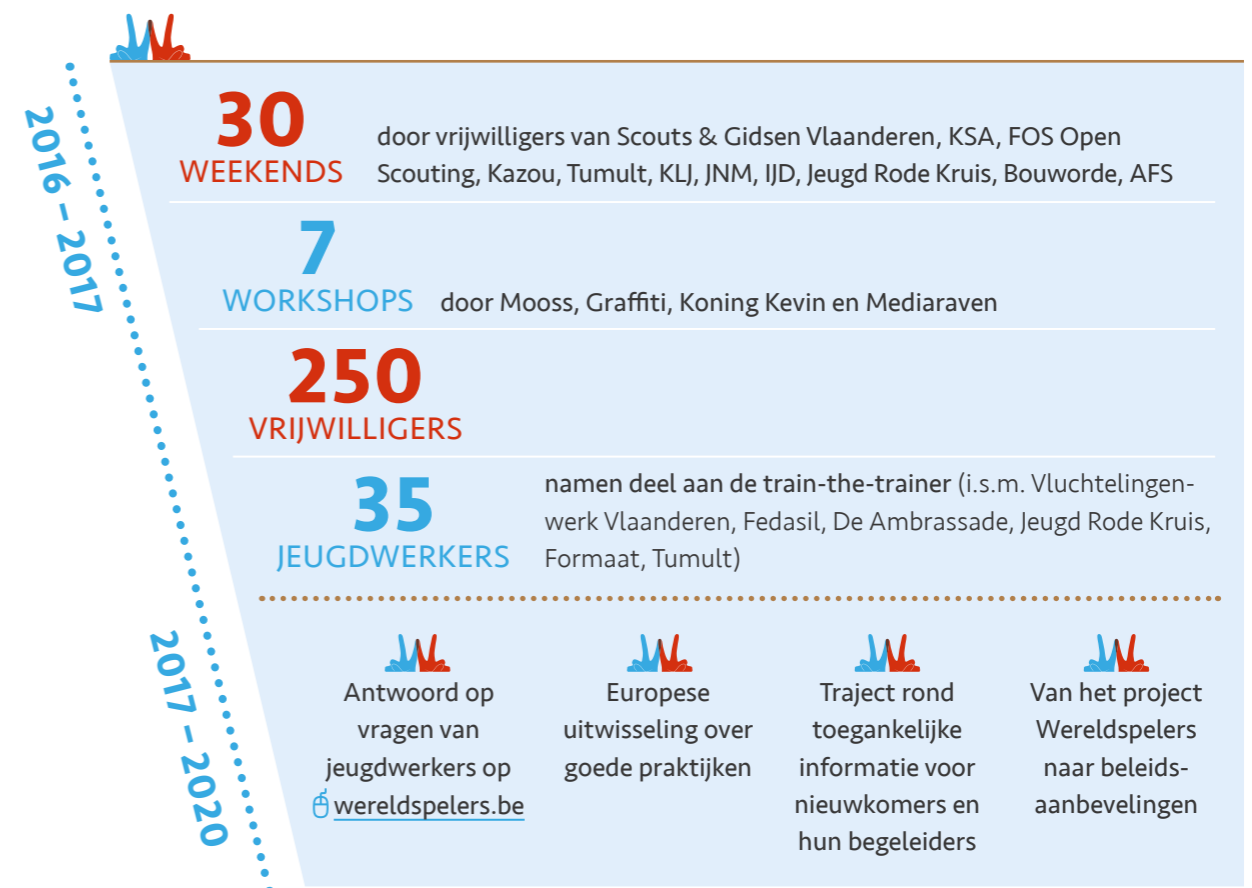 2016 – 2017
30
WEEKENDS
door vrijwilligers van Scouts & Gidsen Vlaanderen, KSA, FOS Open
Scouting, Kazou, Tumult, KLJ, JNM, IJD, Jeugd Rode Kruis, Bouworde, AFS
7
WORKSHOPS
door Mooss, Graffiti, Koning Kevin en Mediaraven
250
VRIJWILLIGERS
35
JEUGDWERKERS
namen deel aan de train-the-trainer (i.s.m. Vluchtelingen-
werk Vlaanderen, Fedasil, De Ambrassade, Jeugd Rode Kruis,
Formaat, Tumult)
2017 – 2020
Antwoord op
vragen van
jeugdwerkers op
wereldspelers.be
Europese
uitwisseling over
goede praktijken
Traject rond
toegankelijke
informatie voor
nieuwkomers en
hun begeleiders
Van het project
Wereldspelers
naar beleids-
aanbevelingen